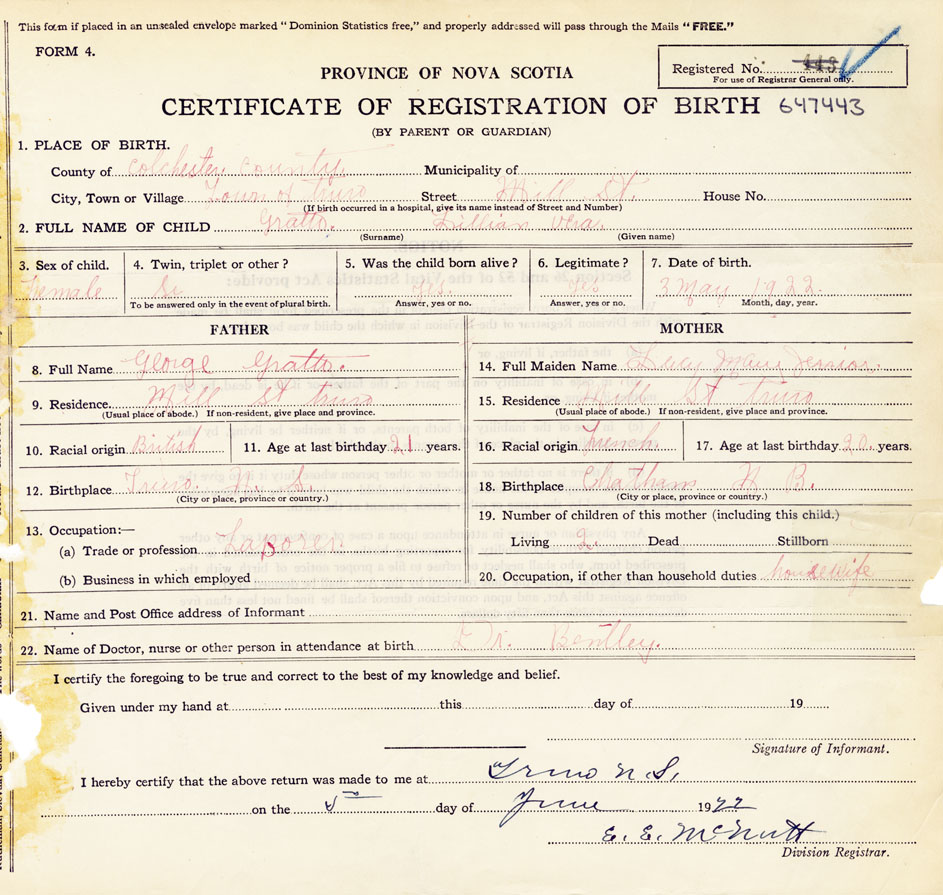 This form if placed in an unsealed envelope marked "Dominion Statistics free," and properly addressed will pass through the Mails "FREE."
FORM 4.
Registered No. 443
For use of Registrar General only.
PROVINCE OF NOVA SCOTIA
CERTIFICATE OF REGISTRATION OF BIRTH 647443
(BY PARENT OR GUARDIAN)
1. PLACE OF BIRTH.
County of Colchester County Municipality of
City, Town or Village Town of Truro Street Mill St. House No.
(If birth occurred in a hospital, give its name instead of Street and Number)
2. FULL NAME OF CHILD Gratto. Lillian Vera
(Surname) (Given name)
3. Sex of child. Female
4. Twin, triplet or other?
To be answered only in the event of plural birth.
5. Was the child born alive? Yes.
Answer, yes or no.
6. Legitimate? Yes
Answer, yes or no.
7. Date of birth. 3 May 1922
Month, day, year.
FATHER
8. Full Name George Gratto.
9. Residence Mill St Truro
(Usual place of abode.) If non-resident, give place and province.
10. Racial origin British 11. Age at last birthday 21 years.
12. Birthplace Truro N. S.
(City or place, province or country.)
13. Occupation:—
(a) Trade or profession Laborer
(b) Business in which employed
MOTHER
14. Full Maiden Name Lucy Mary
15. Residence Mill St Truro
(Usual place of abode.) If non-resident, give place and province.
16. Racial origin French. 17. Age at last birthday 20 years.
18. Birthplace Chatham N B.
(City or place, province or country.)
19. Number of children of this mother (including this child.)
Living 2. Dead Stillborn
20. Occupation, if other than household duties housewife
21. Name and Post Office address of Informant
22. Name of Doctor, nurse or other person in attendance at birth Dr. Bentley.
I certify the foregoing to be true and correct to the best of my knowledge and belief.
Given under my hand at this day of 19
Signature of Informant.
I hereby certify that the above return was made to me at Truro N. S.
on the day of June 1922
E. E. McNutt
Division Registrar.